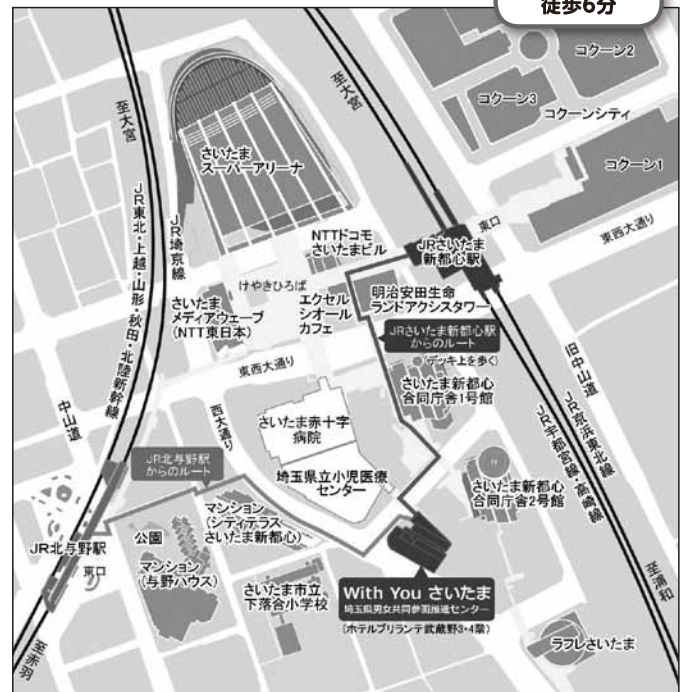 徒歩6分
コクーン2
コクーン3
コクーンシティ
コクーン1
至大宮
至大宮
さいたま
スーパーアリーナ
JR東北・上越・山形・秋田・北陸新幹線
JR埼京線
NTTドコモ
さいたまビル
JRさいたま
新都心駅
東口
東西大通り
けやきひろば
さいたま
メディアウェーブ
(NTT東日本)
エクセル
シオール
カフェ
明治安田生命
ランドアクシスタワー
JRさいたま新都心駅
からのルート
(デッキ上を歩く)
東西大通り
さいたま新都心
合同庁舎1号館
旧中山道
JR京浜東北線
JR宇都宮線・高崎線
中山道
西大通り
さいたま赤十字
病院
JR北与野駅
からのルート
埼玉県立小児医療
センター
さいたま新都心
合同庁舎2号館
H
マンション
(シティテラス
さいたま新都心)
JR北与野駅
東口
公園
マンション
(与野ハウス)
さいたま市立
下落合小学校
With You さいたま
埼玉県男女共同参画推進センター
(ホテルブリランテ武蔵野3・4階)
至浦和
ラフレさいたま
至赤羽